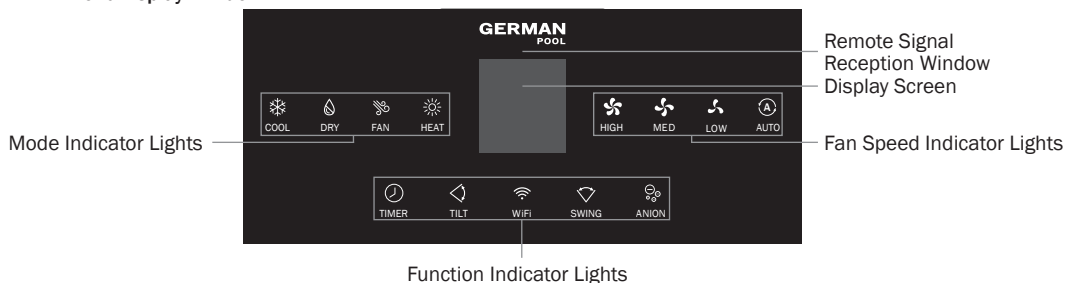 GERMAN
POOL
Remote Signal
Reception Window
Display Screen
COOL DRY FAN HEAT
HIGH MED LOW A AUTO
Mode Indicator Lights
Fan Speed Indicator Lights
TIMER TILT WiFi SWING ANION
Function Indicator Lights